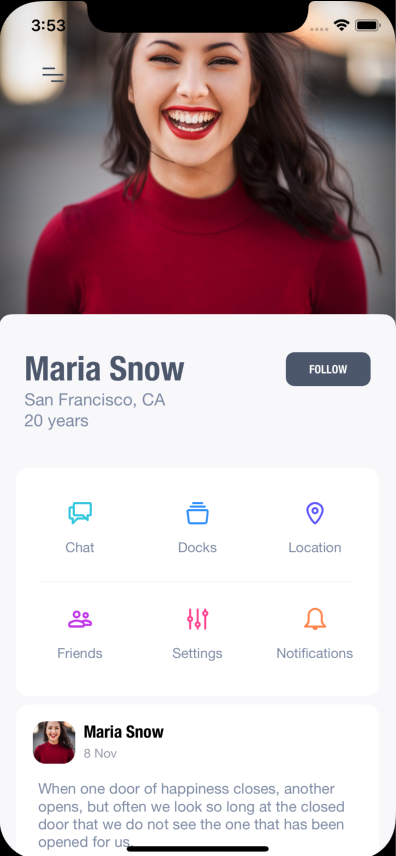 3:53
Maria Snow
FOLLOW
San Francisco, CA
20 years
Chat
Docks
Location
Friends
Settings
Notifications
Maria Snow
8 Nov
When one door of happiness closes, another
opens, but often we look so long at the closed
door that we do not see the one that has been
opened for us.